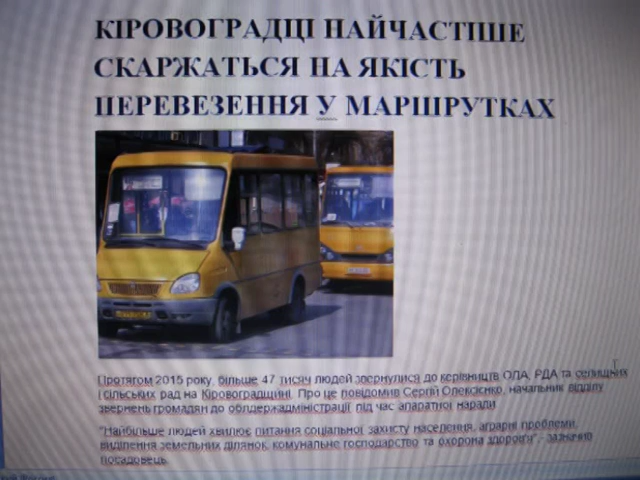 КІРОВОГРАДЦІ НАЙЧАСТІШЕ
СКАРЖАТЬСЯ НА ЯКІСТЬ
ПЕРЕВЕЗЕННЯ У МАРШРУТКАХ
Протягом 2015 року, більше 47 тисяч людей звернулися до керівництв ОДА, РДА та селищних
і сільських рад на Кіровоградщині. Про це повідомив Сергій Олексієнко, начальник відділу
звернень громадян до облдержадміністрації під час апаратної наради
"Найбільше людей хвилює питання соціальної захисту населення, аграрні проблеми,
виділення земельних ділянок, комунальне господарство та охорона здоров'я",- зазначив
посадовець.